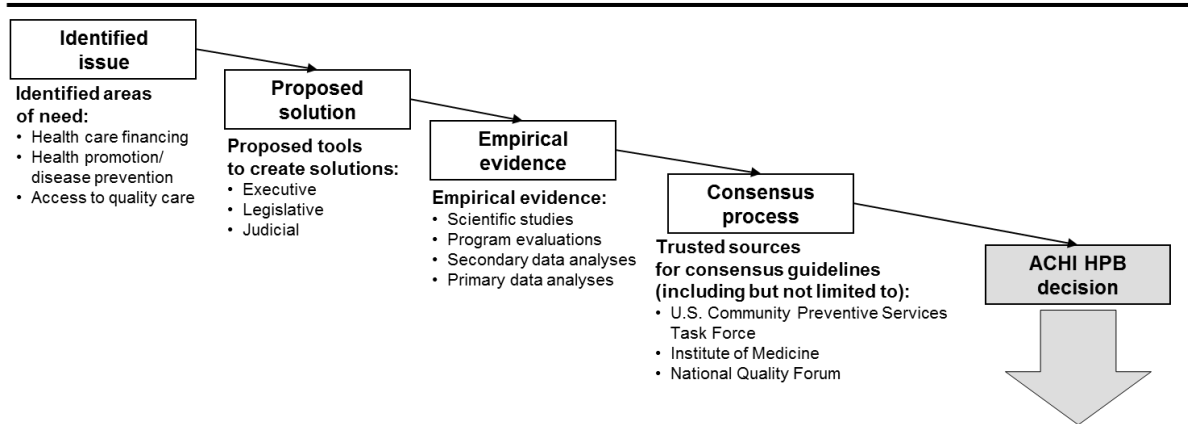 Identified
issue
Identified areas
of need:
• Health care financing
• Health promotion/
disease prevention
• Access to quality care
Proposed
solution
Proposed tools
to create solutions:
• Executive
• Legislative
• Judicial
Empirical
evidence
Empirical evidence:
• Scientific studies
• Program evaluations
• Secondary data analyses
• Primary data analyses
Consensus
process
Trusted sources
for consensus guidelines
(including but not limited to):
• U.S. Community Preventive Services
Task Force
• Institute of Medicine
• National Quality Forum
ACHI HPB
decision